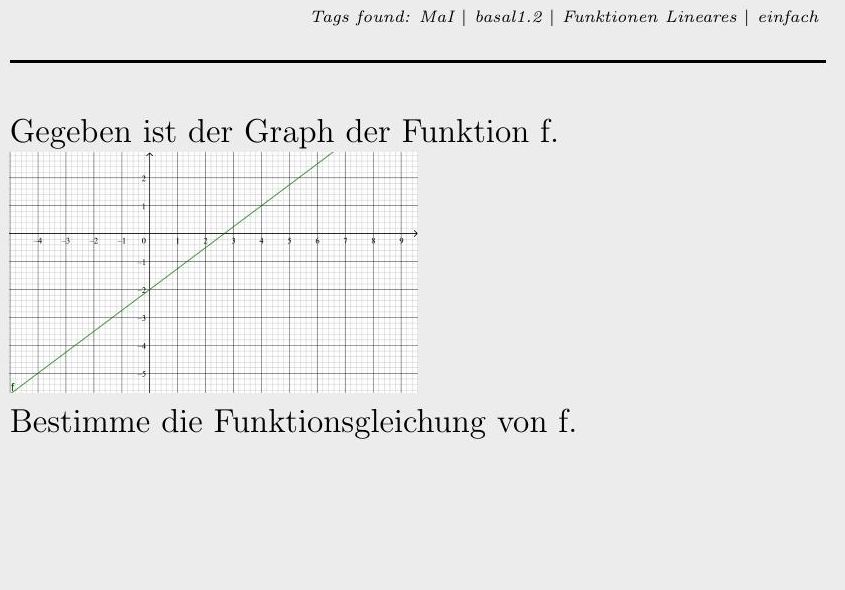 Tags found: MaI | basal1.2 | Funktionen Lineares | einfach
Gegeben ist der Graph der Funktion f.
2
1
-4 -3 -2 -1 0 1 2 3 4 5 6 7 8 9
-1
-2
-3
-4
-5
f
Bestimme die Funktionsgleichung von f.